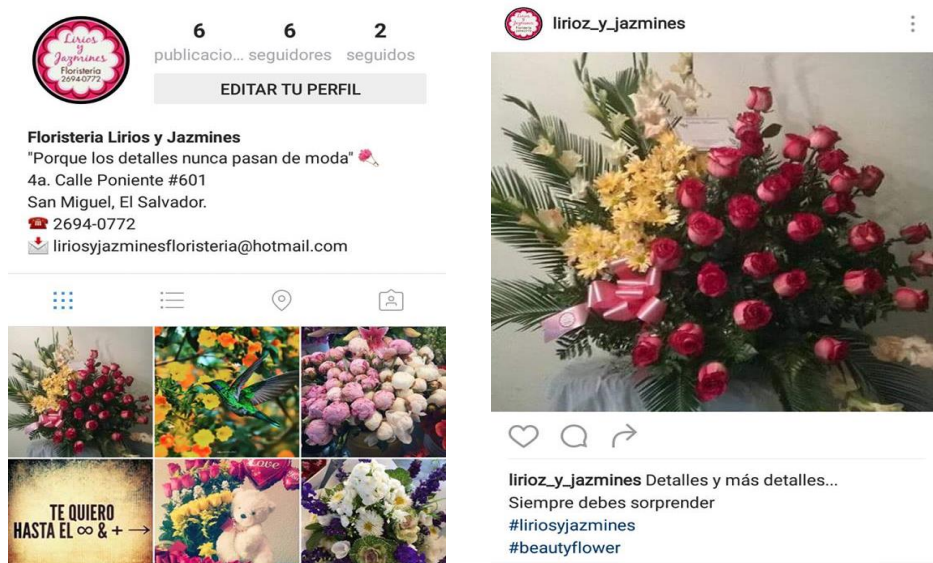 Lirios
y
Jazmines
Floristería
2694-0772
6 6 2
publicacio... seguidores seguidos
EDITAR TU PERFIL
Floristeria Lirios y Jazmines
"Porque los detalles nunca pasan de moda"
4a. Calle Poniente #601
San Miguel, El Salvador.
2694-0772
liriosyjazminesfloristeria@hotmail.com
TE QUIERO
HASTA EL ∞ & + →
Love
lirioz_y_jazmines
lirioz_y_jazmines Detalles y más detalles...
Siempre debes sorprender
#liriosyjazmines
#beautyflower